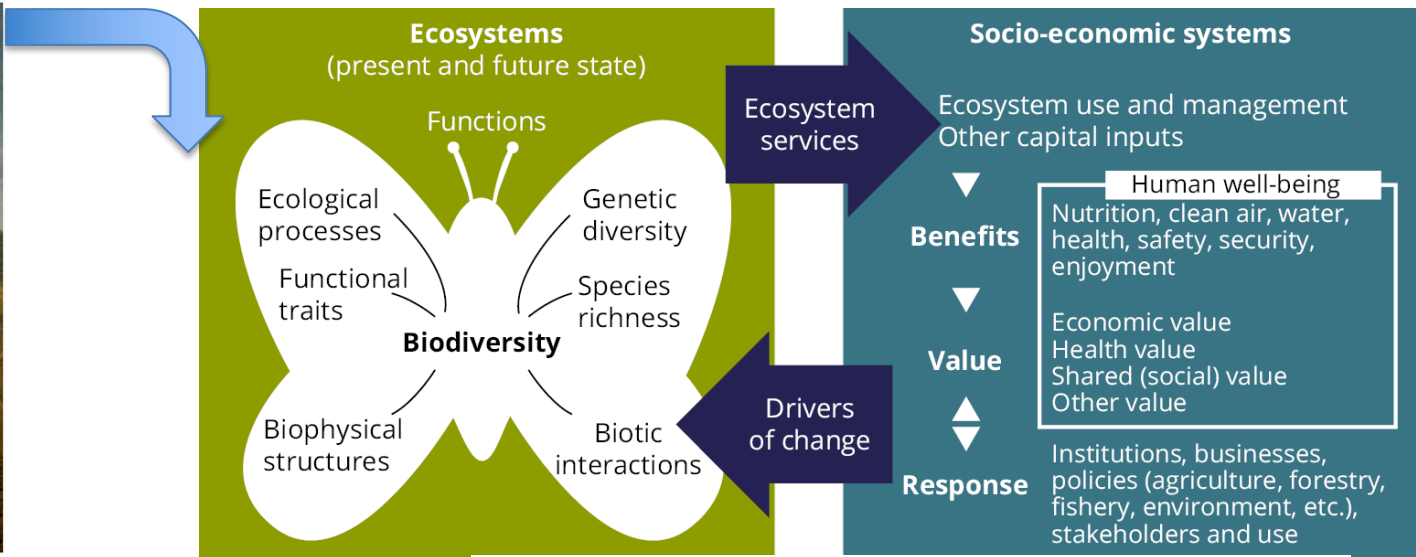 Ecosystems
(present and future state)
Functions
Ecological
processes
Genetic
diversity
Functional
traits
Species
richness
Biodiversity
Biophysical
structures
Biotic
interactions
Ecosystem
services
Drivers
of change
Socio-economic systems
Ecosystem use and management
Other capital inputs
Human well-being
Benefits
Nutrition, clean air, water,
health, safety, security,
enjoyment
Value
Economic value
Health value
Shared (social) value
Other value
Response
Institutions, businesses,
policies (agriculture, forestry,
fishery, environment, etc.),
stakeholders and use